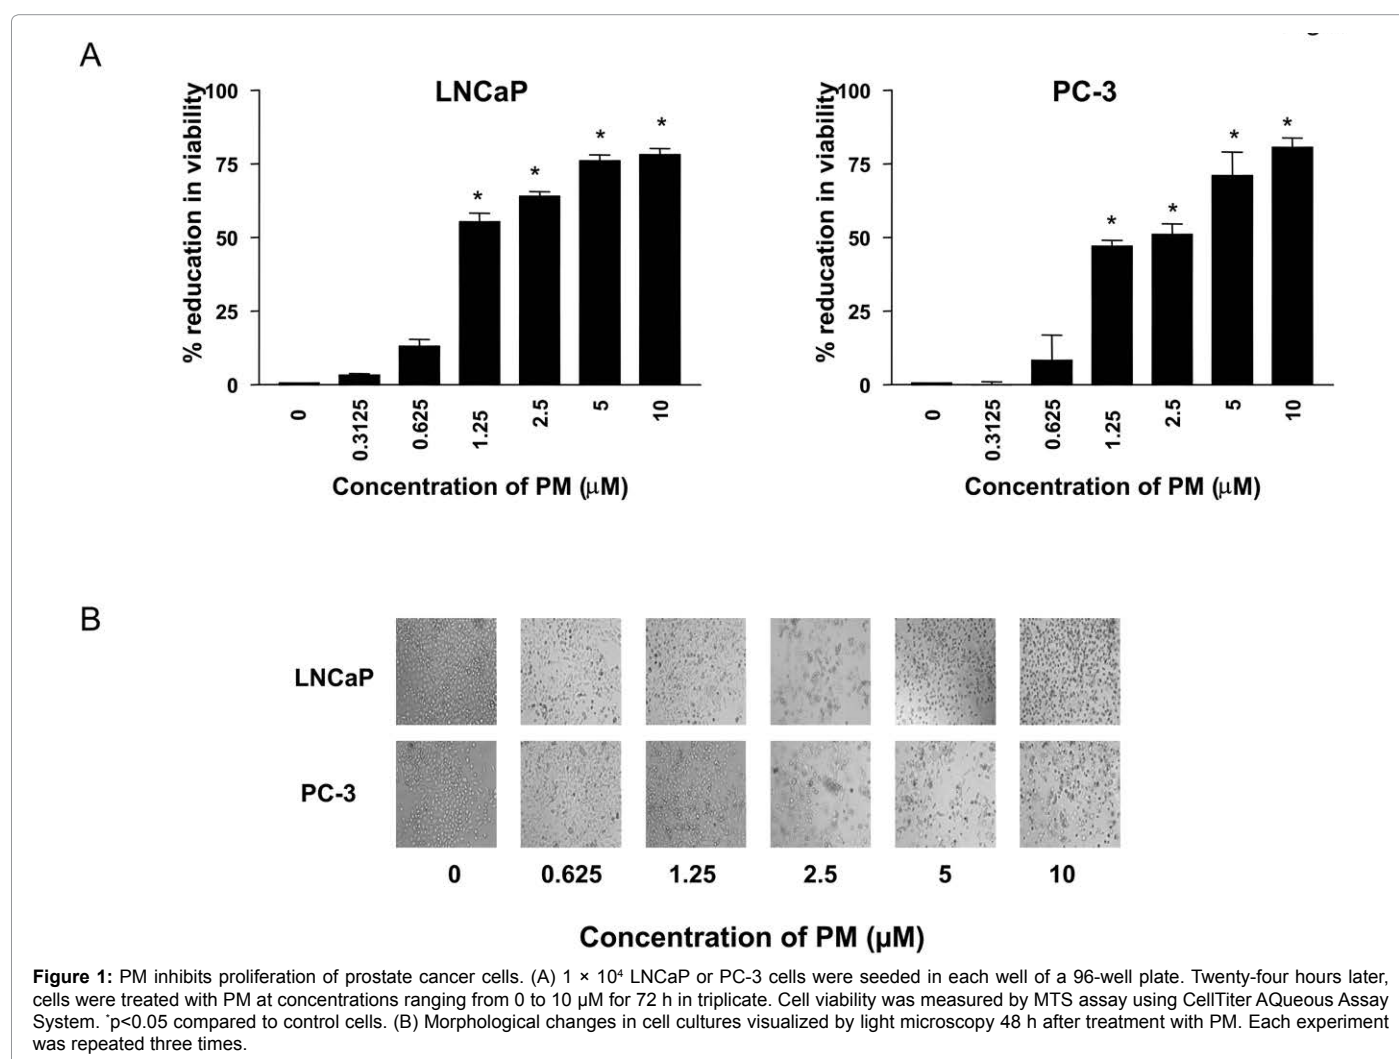 A
LNCaP
% reducation in viability
100
75
50
25
0
0
0.3125
0.625
1.25
2.5
5
10
* * * *
Concentration of PM (μM)
PC-3
% reducation in viability
100
75
50
25
0
0
0.3125
0.625
1.25
2.5
5
10
* * * *
Concentration of PM (μM)
B
LNCaP
PC-3
0 0.625 1.25 2.5 5 10
Concentration of PM (μM)
Figure 1: PM inhibits proliferation of prostate cancer cells. (A) 1 × 10⁴ LNCaP or PC-3 cells were seeded in each well of a 96-well plate. Twenty-four hours later,
cells were treated with PM at concentrations ranging from 0 to 10 μM for 72 h in triplicate. Cell viability was measured by MTS assay using CellTiter AQueous Assay
System. *p<0.05 compared to control cells. (B) Morphological changes in cell cultures visualized by light microscopy 48 h after treatment with PM. Each experiment
was repeated three times.